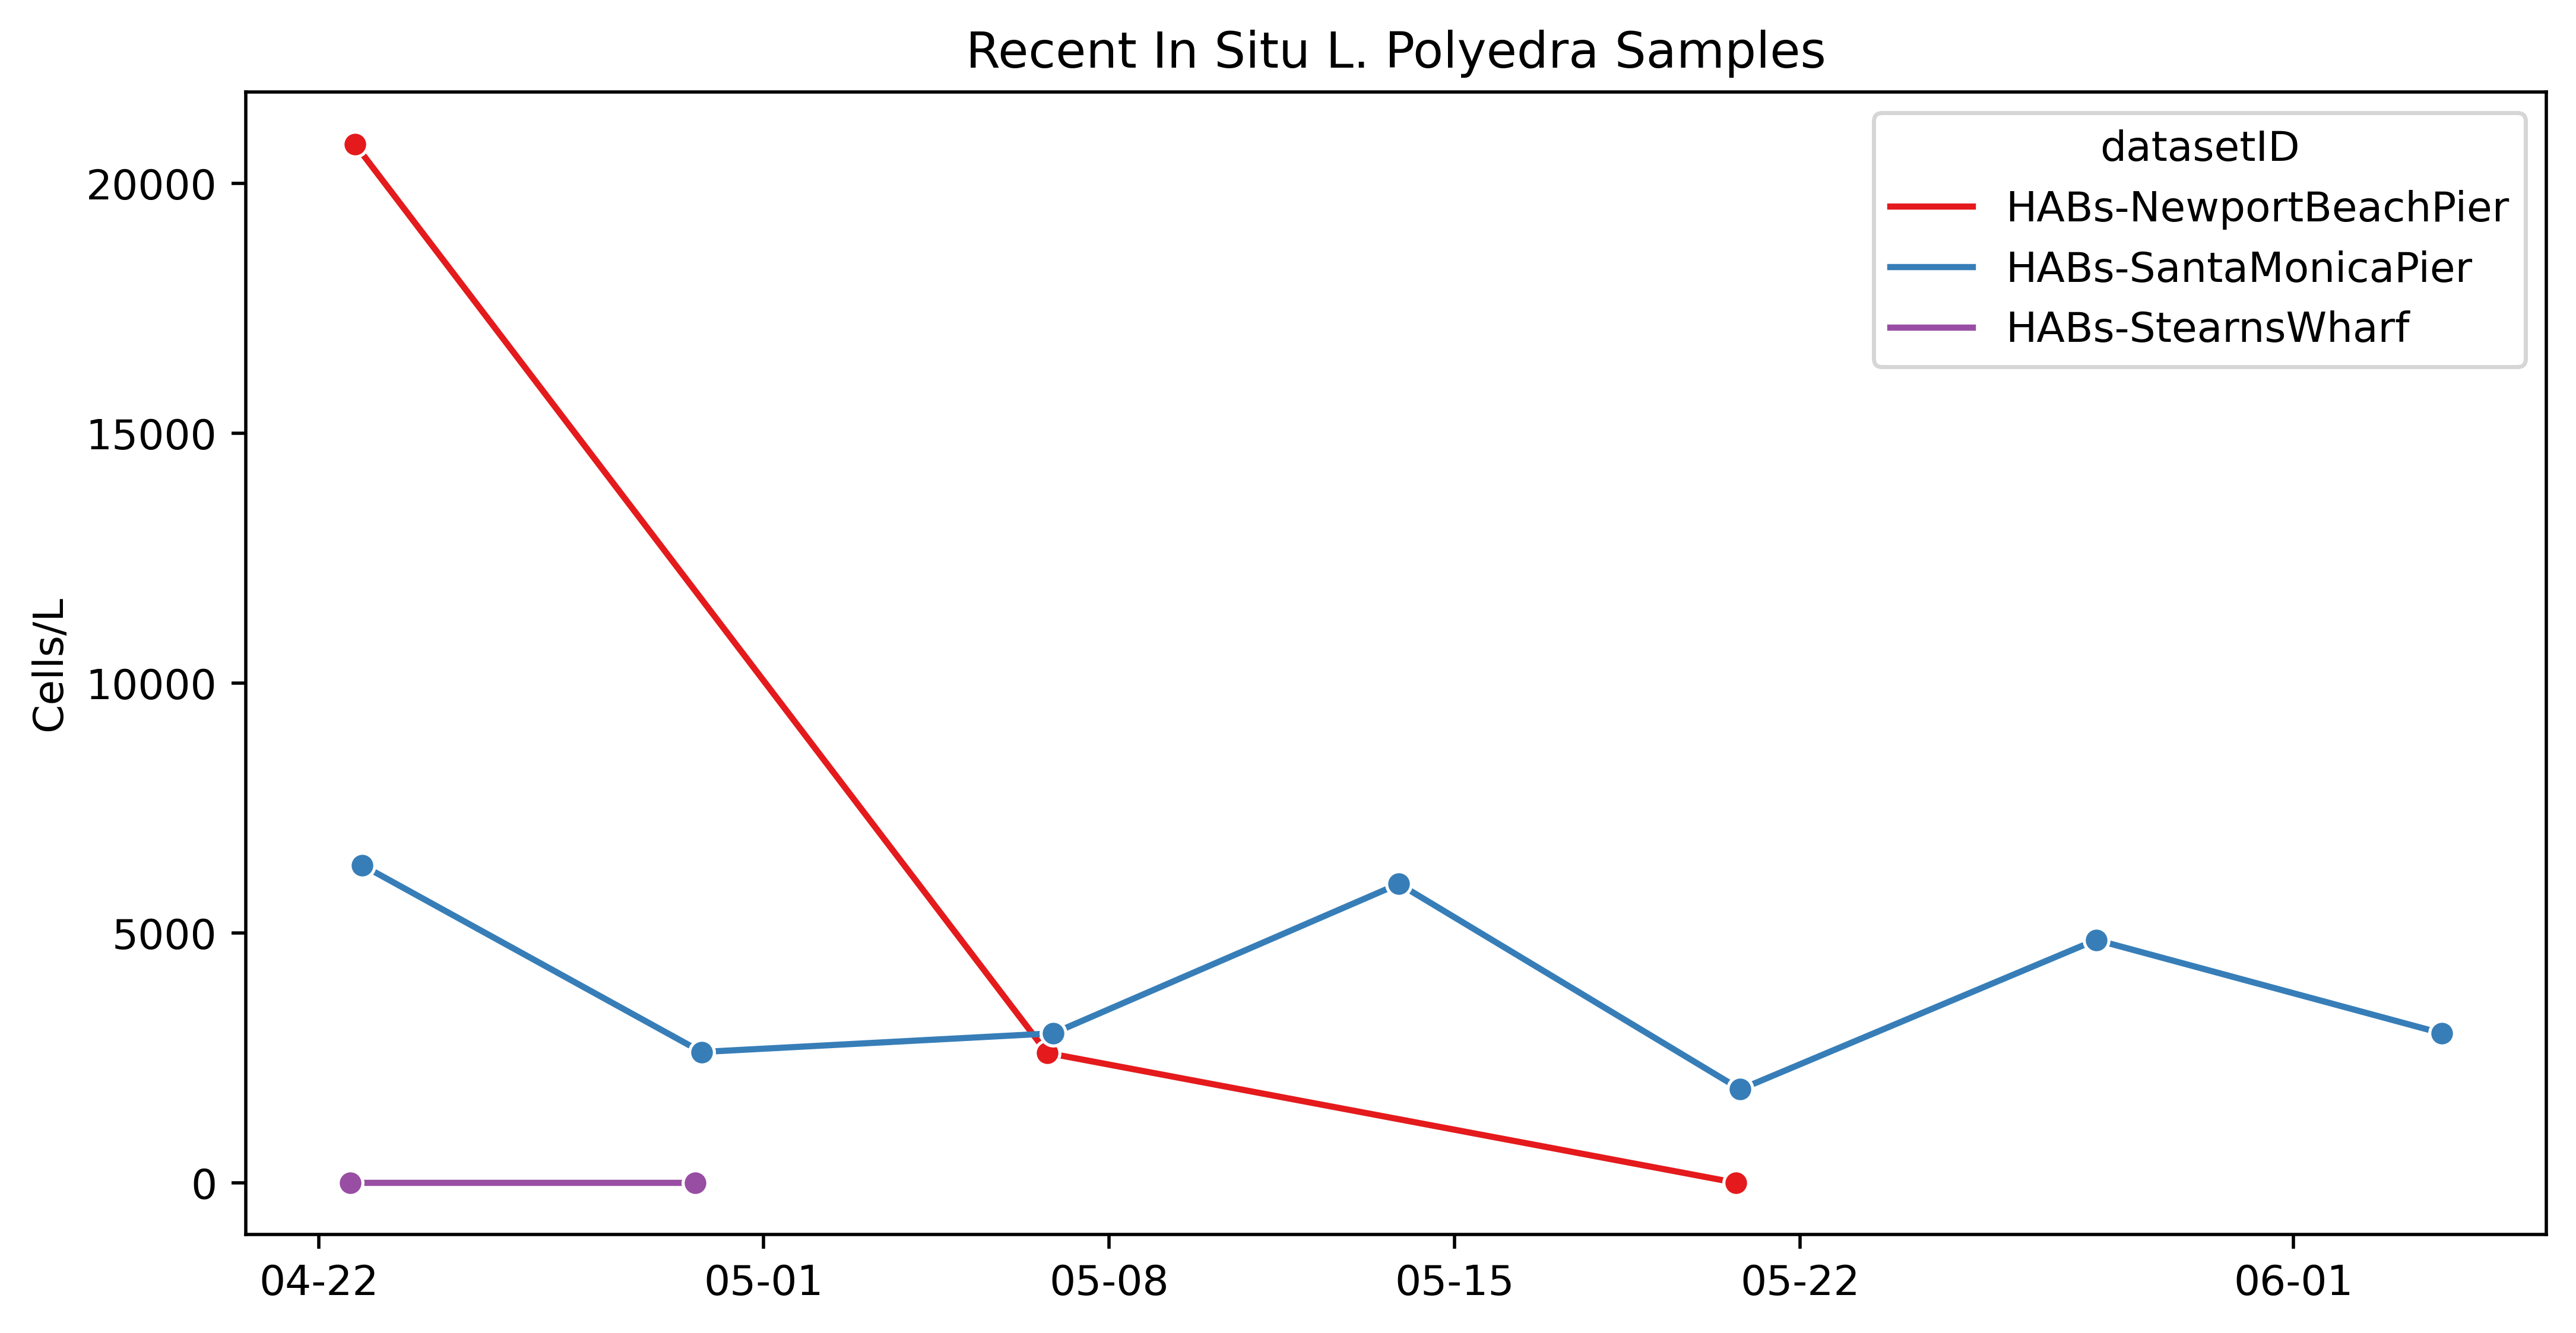 Recent In Situ L. Polyedra Samples
datasetID
HABs-NewportBeachPier
HABs-SantaMonicaPier
HABs-StearnsWharf
Cells/L
20000
15000
10000
5000
0
04-22 05-01 05-08 05-15 05-22 06-01